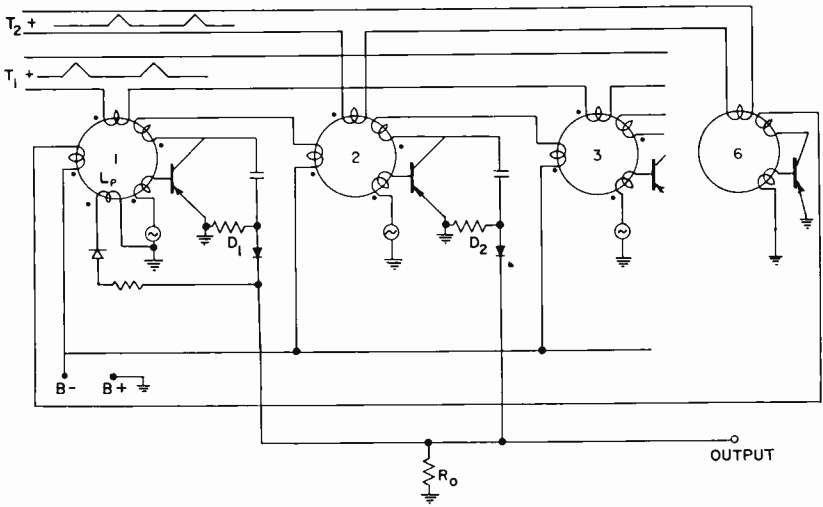 T2 +
T1 +
1
2
3
6
Lp
D1
D2
B-
B+
OUTPUT
Ro